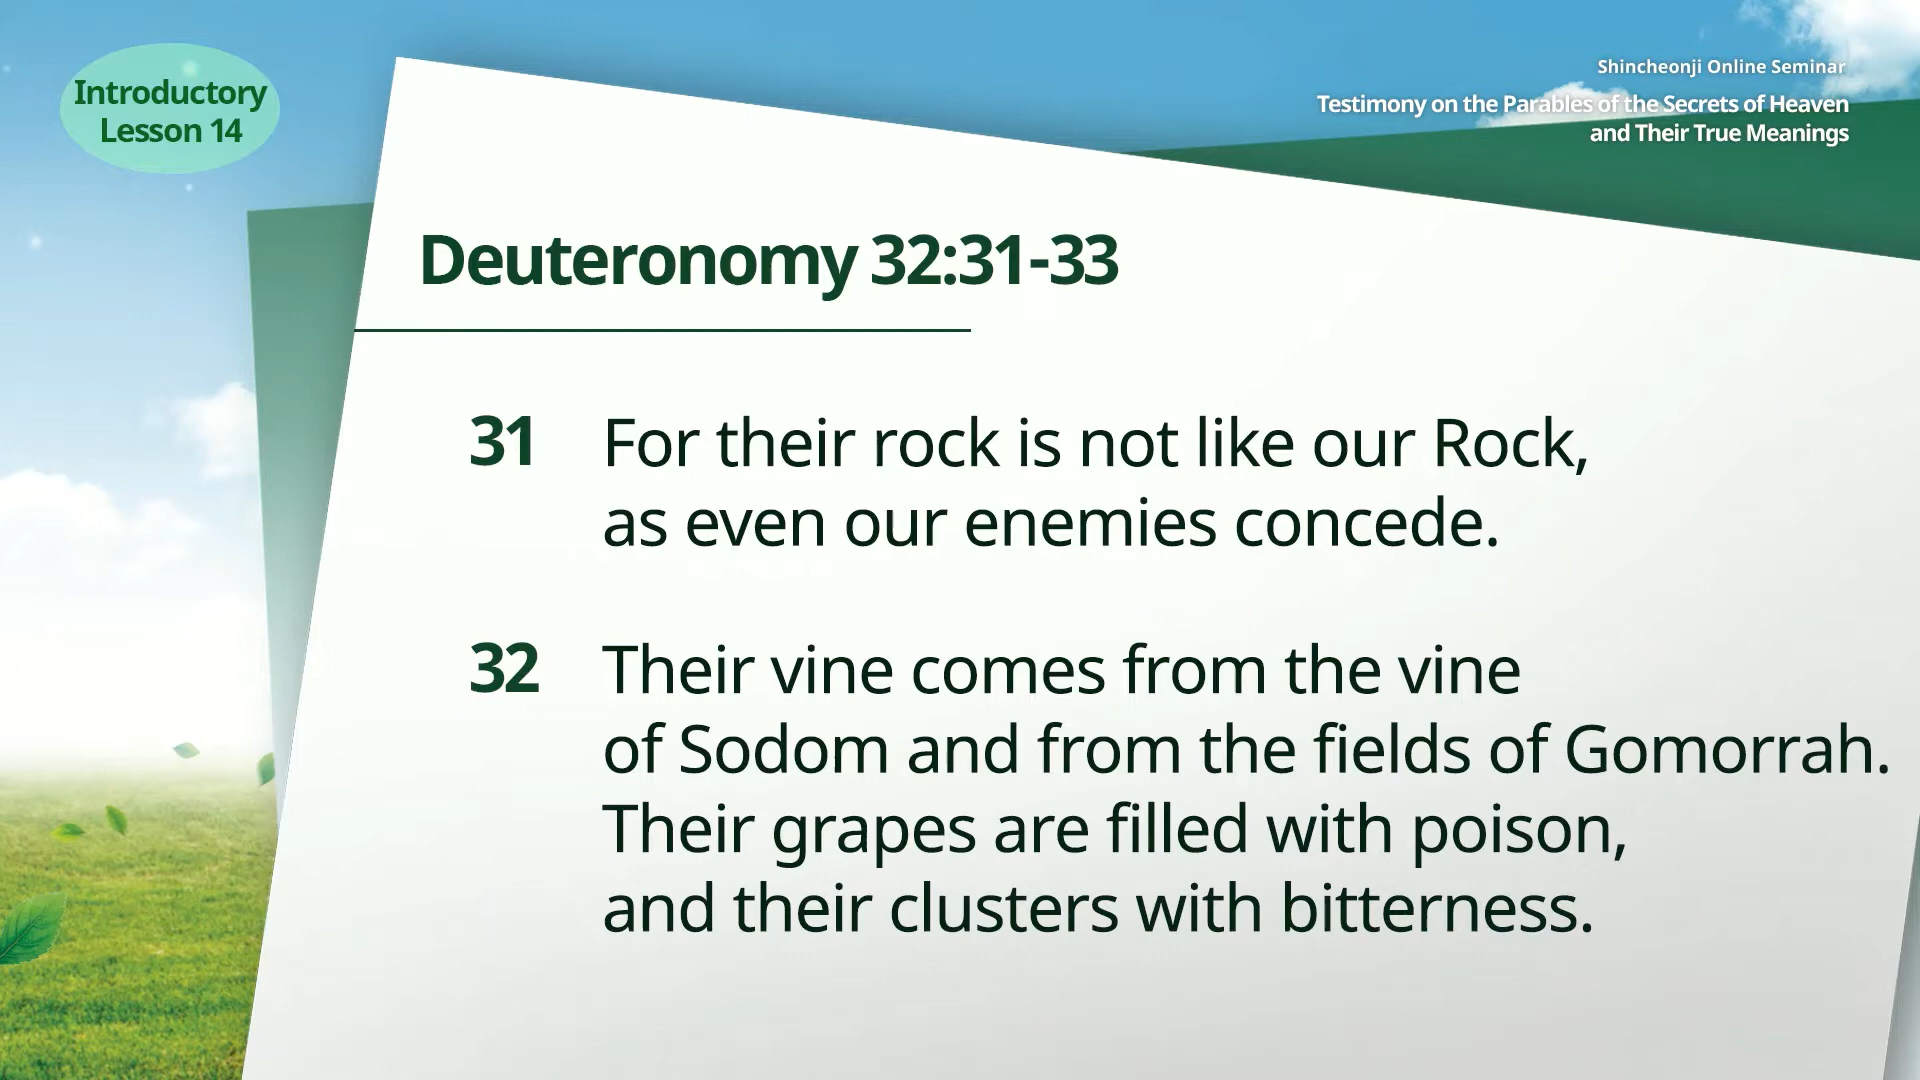 Introductory
Lesson 14
Shincheonji Online Seminar
Testimony on the Parables of the Secrets of Heaven
and Their True Meanings
Deuteronomy 32:31-33
31 For their rock is not like our Rock,
as even our enemies concede.
32 Their vine comes from the vine
of Sodom and from the fields of Gomorrah.
Their grapes are filled with poison,
and their clusters with bitterness.